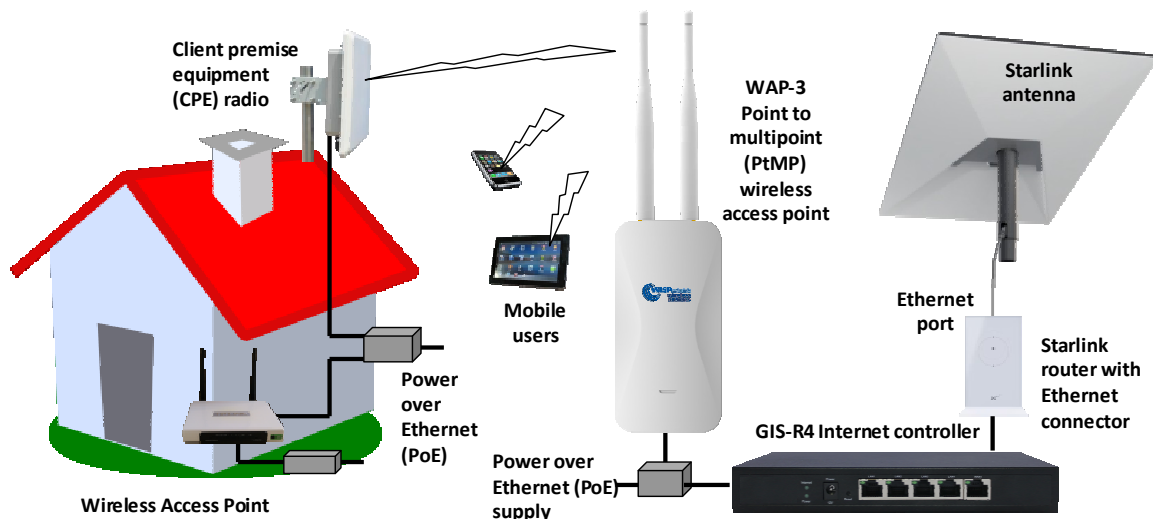 Client premise
equipment
(CPE) radio
WAP-3
Point to
multipoint
(PtMP)
wireless
access point
Starlink
antenna
Mobile
users
Ethernet
port
Starlink
router with
Ethernet
connector
Power
over
Ethernet
(PoE)
GIS-R4 Internet controller
Power over
Ethernet (PoE)
supply
Wireless Access Point